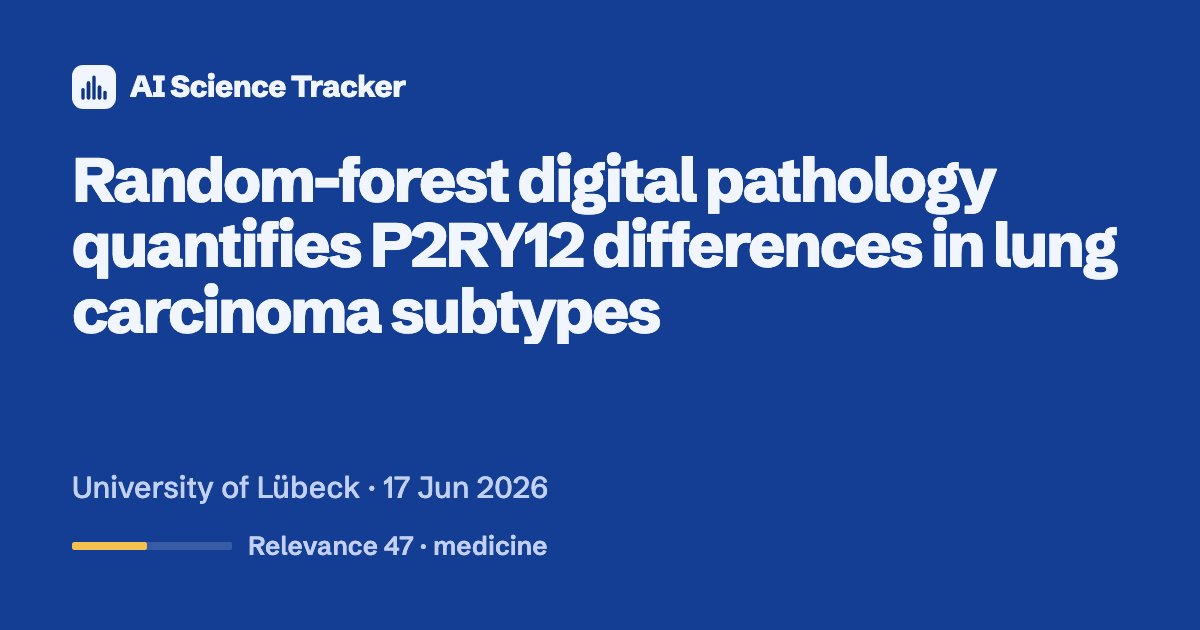 AI Science Tracker
Random-forest digital pathology
quantifies P2RY12 differences in lung
carcinoma subtypes
University of Lübeck · 17 Jun 2026
Relevance 47 · medicine